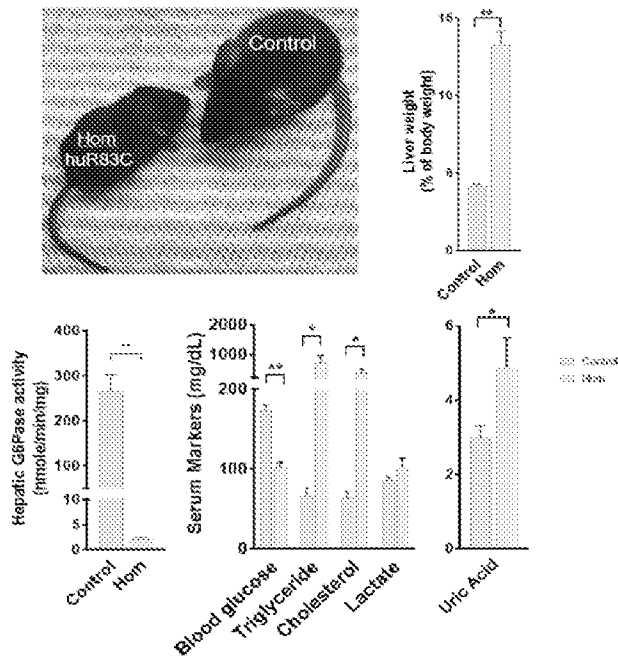 Control
Hom
huR83C
Liver weight
(% of body weight)
15
10
5
0
**
Control
Hom
Hepatic G6Pase activity
(nmole/min/mg)
400
300
200
100
10
5
0
**
Control
Hom
Serum Markers (mg/dL)
2000
1000
200
100
0
**
*
*
Blood glucose
Triglyceride
Cholesterol
Lactate
6
4
2
0
*
Uric Acid
Control
Hom